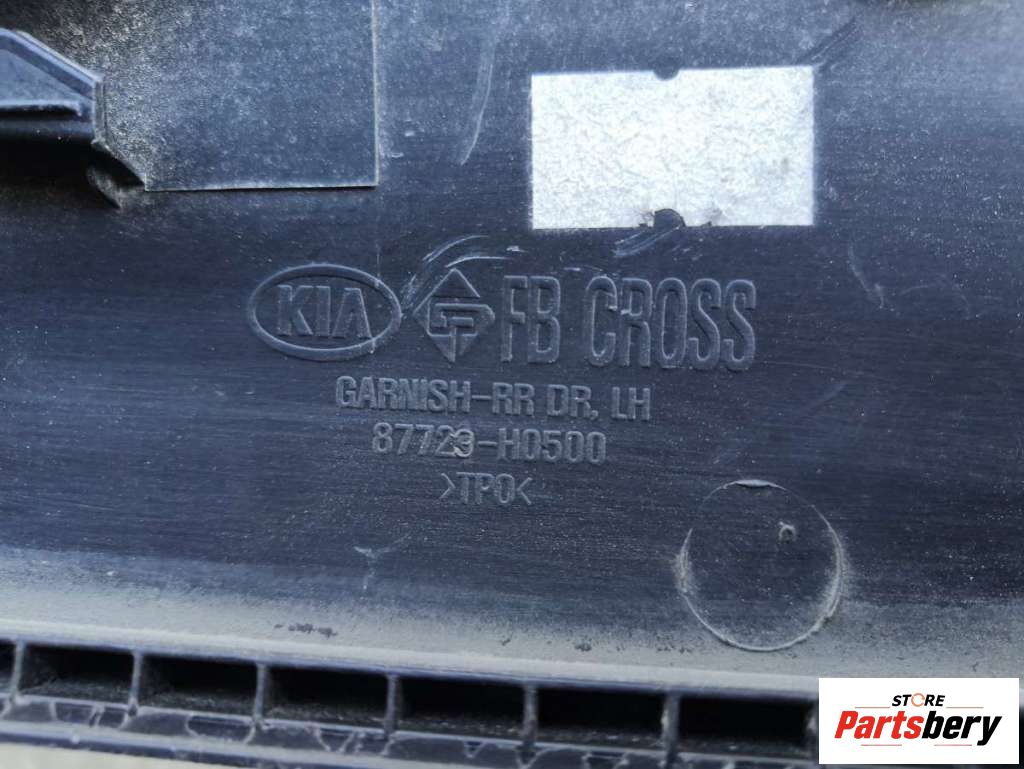 KIA FB CROSS
GARNISH-RR DR, LH
87723-H0500
>TPO<
STORE
Partsbery